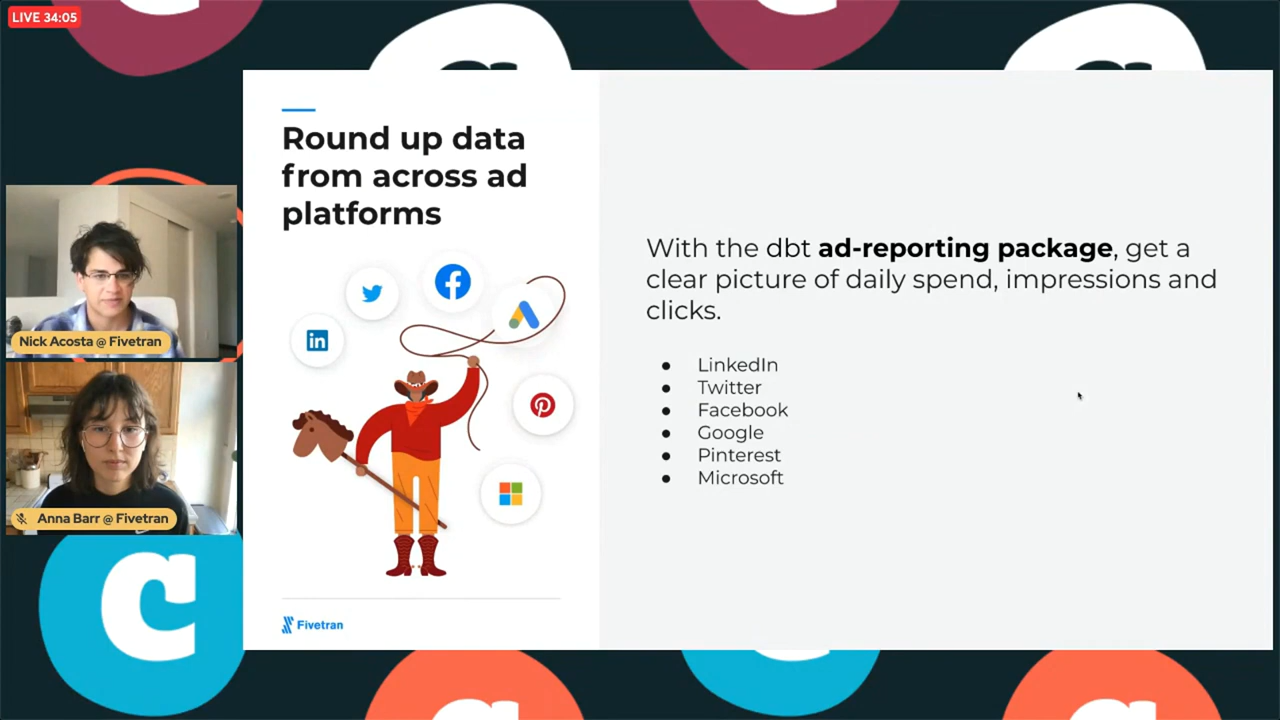 LIVE 34:05
Round up data
from across ad
platforms
in
Fivetran
With the dbt ad-reporting package, get a
clear picture of daily spend, impressions and
clicks.
● LinkedIn
● Twitter
● Facebook
● Google
● Pinterest
● Microsoft
Nick Acosta @ Fivetran
Anna Barr @ Fivetran